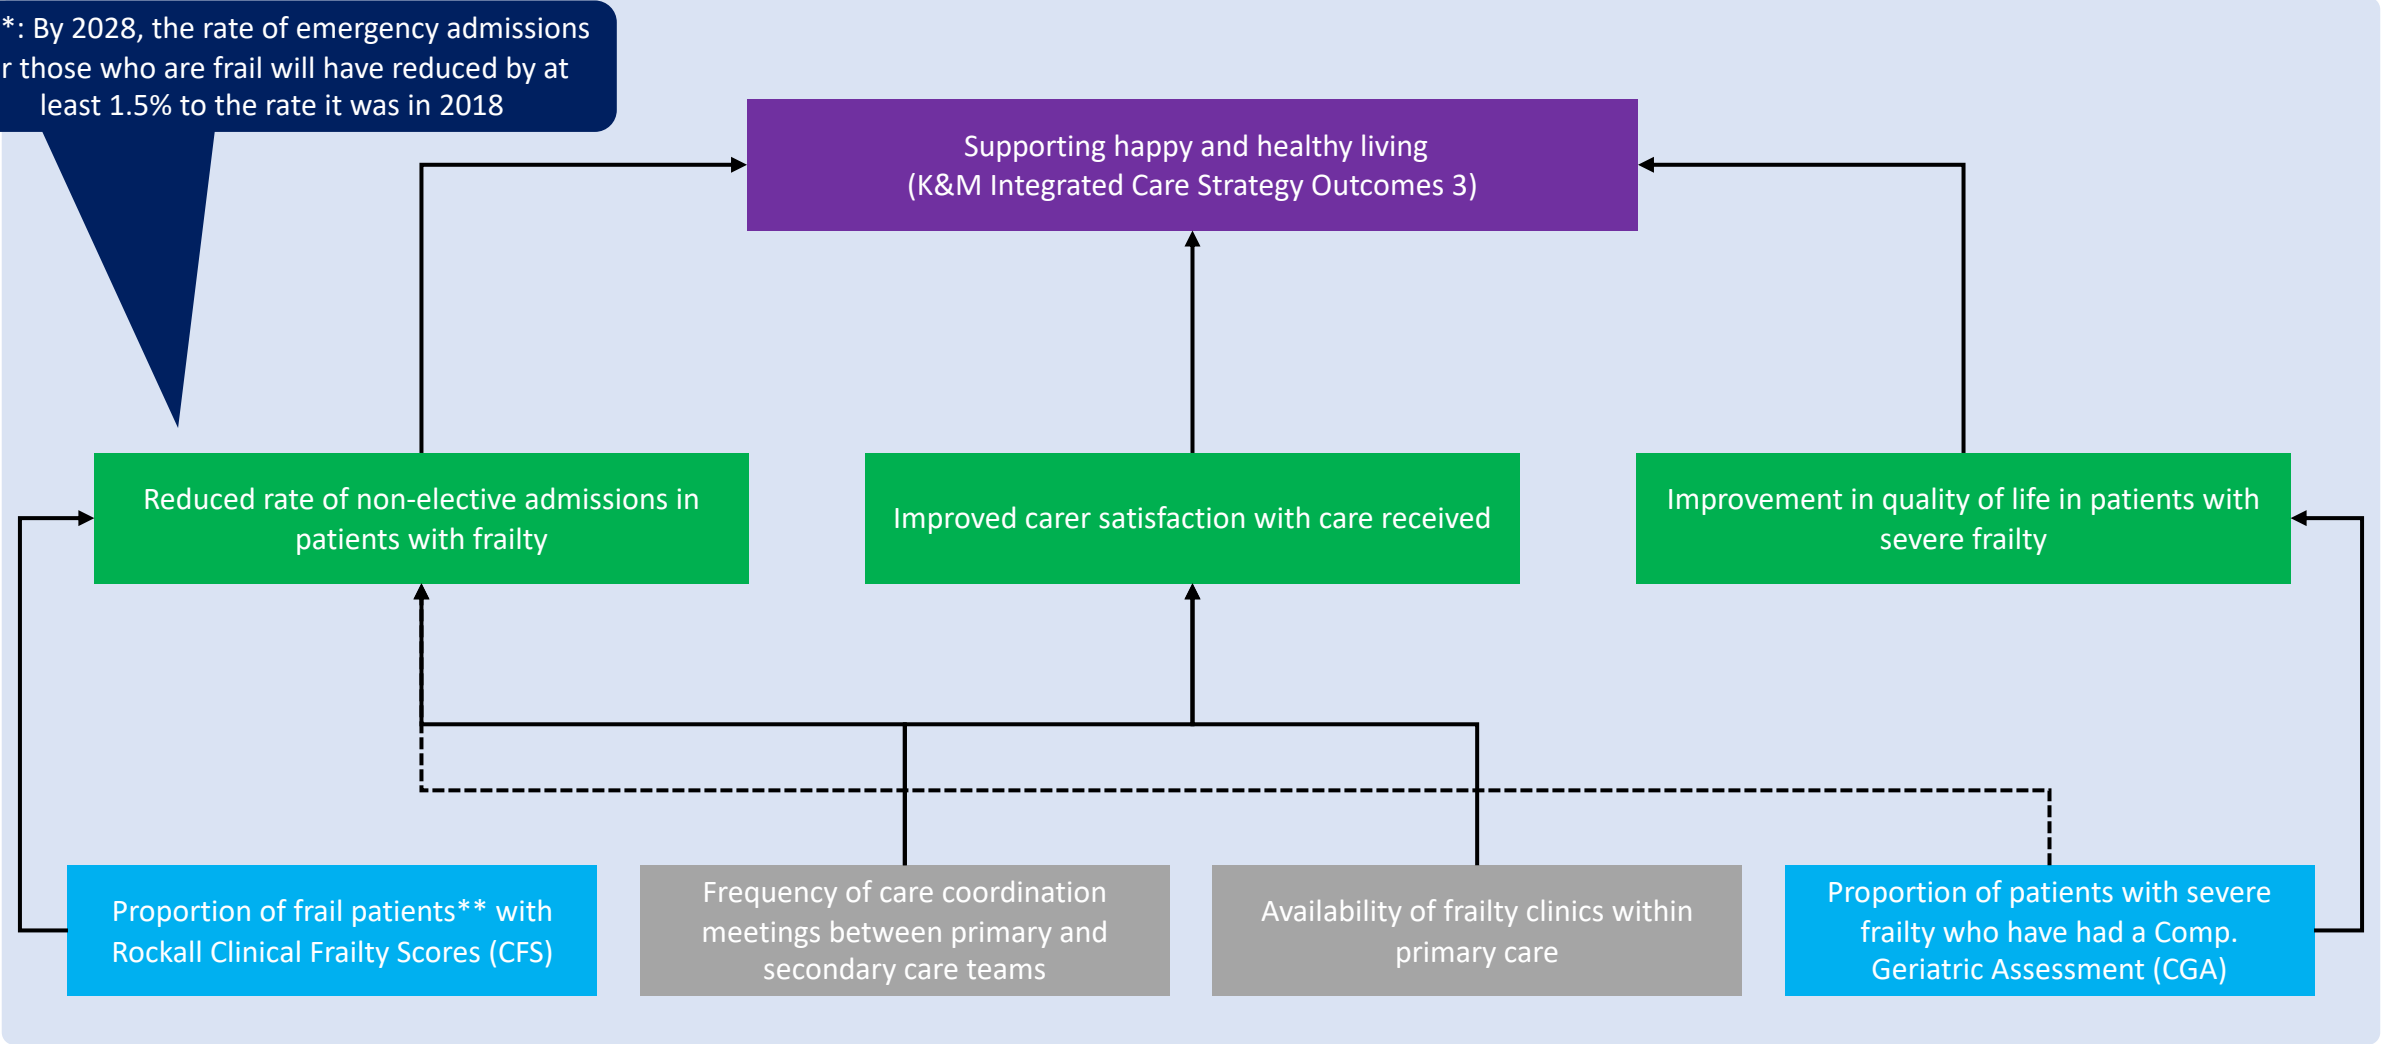 *: By 2028, the rate of emergency admissions
r those who are frail will have reduced by at
least 1.5% to the rate it was in 2018
Supporting happy and healthy living
(K&M Integrated Care Strategy Outcomes 3)
Reduced rate of non-elective admissions in
patients with frailty
Improved carer satisfaction with care received
Improvement in quality of life in patients with
severe frailty
Proportion of frail patients** with
Rockall Clinical Frailty Scores (CFS)
Frequency of care coordination
meetings between primary and
secondary care teams
Availability of frailty clinics within
primary care
Proportion of patients with severe
frailty who have had a Comp.
Geriatric Assessment (CGA)